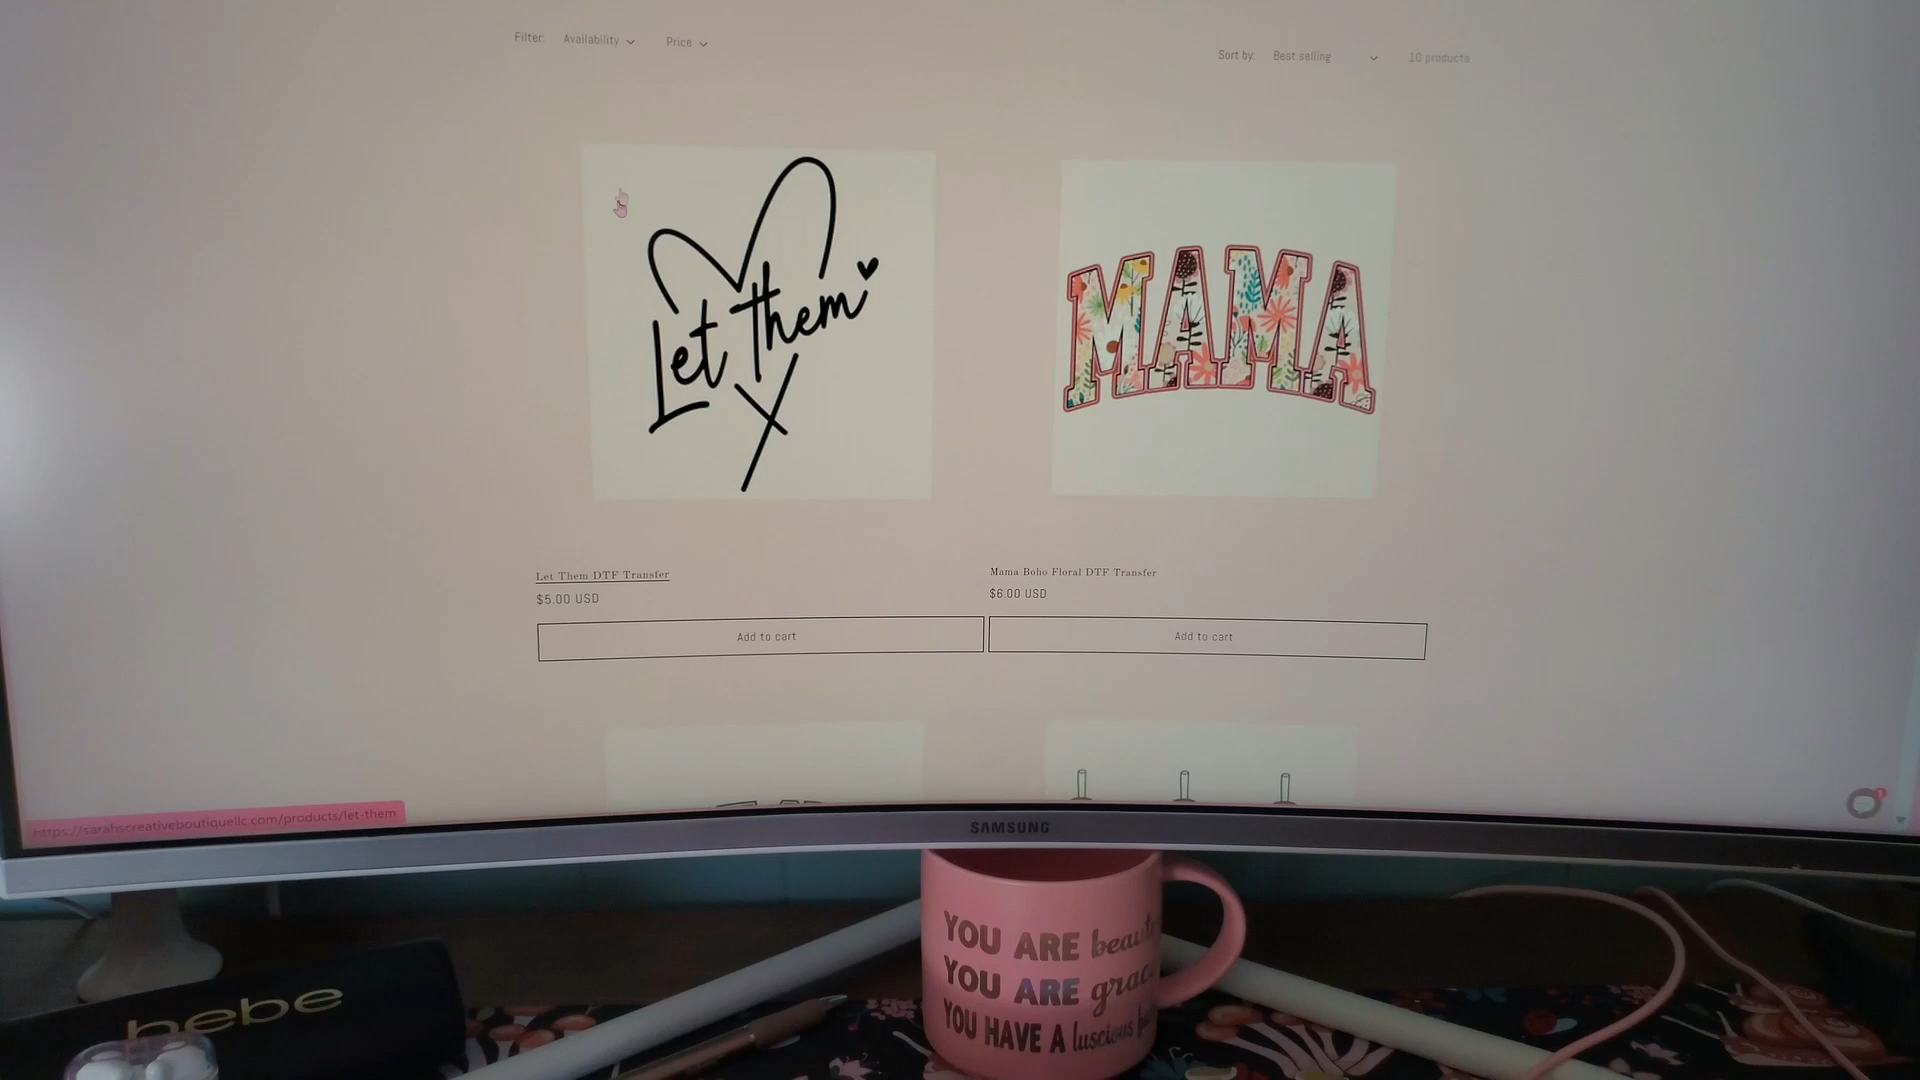 Filter: Availability Price
Sort by: Best selling 10 products
Let them
MAMA
Let Them DTF Transfer
$5.00 USD
Add to cart
Mama Boho Floral DTF Transfer
$6.00 USD
Add to cart
https://sarahscreativeboutiquellc.com/products/let-them
1
SAMSUNG
bebe
YOU ARE
YOU ARE
YOU HAVE A luscious